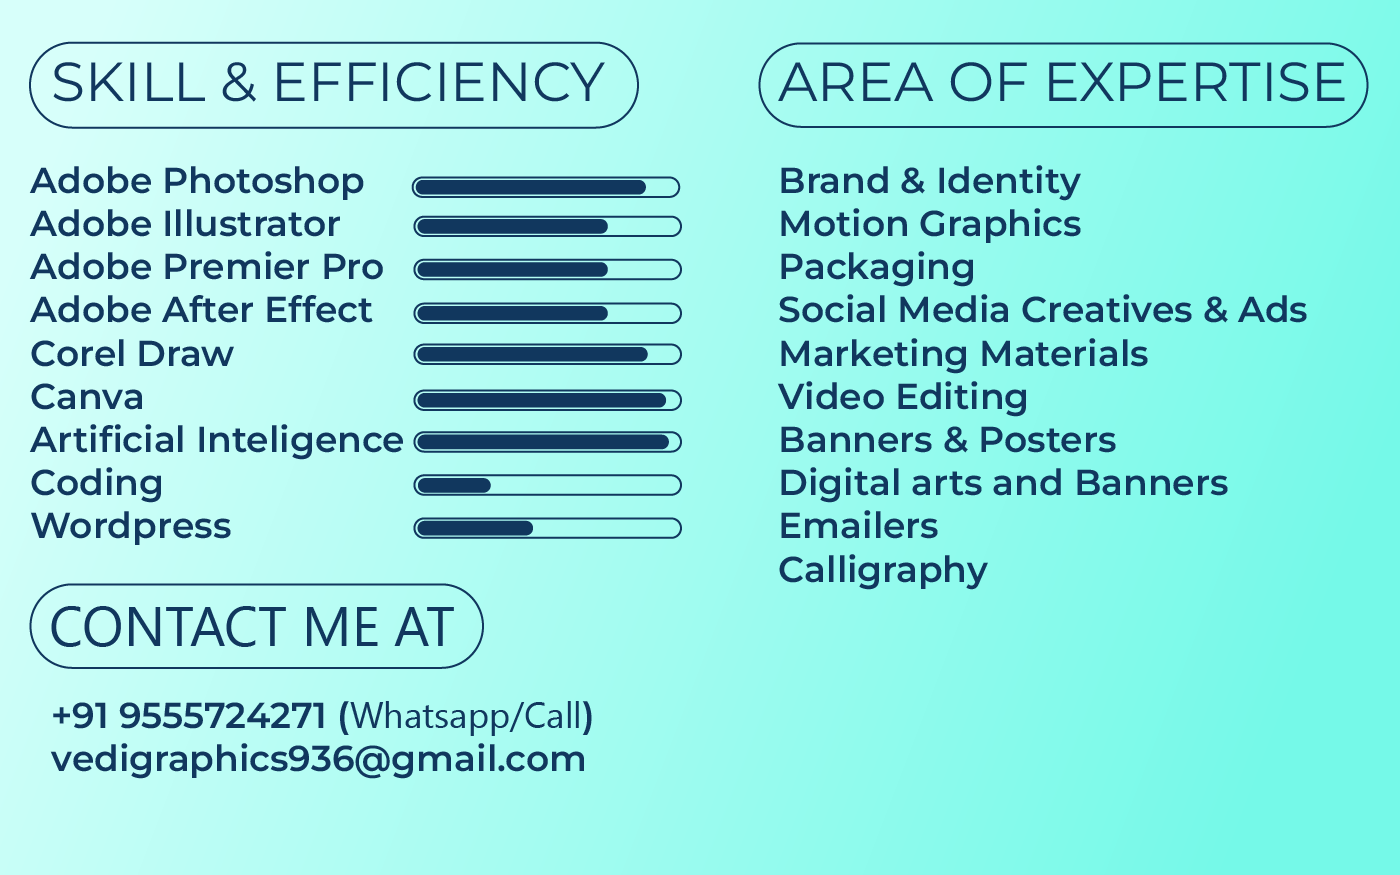 SKILL & EFFICIENCY
Adobe Photoshop
Adobe Illustrator
Adobe Premier Pro
Adobe After Effect
Corel Draw
Canva
Artificial Inteligence
Coding
Wordpress
CONTACT ME AT
+91 9555724271 (Whatsapp/Call)
vedigraphics936@gmail.com
AREA OF EXPERTISE
Brand & Identity
Motion Graphics
Packaging
Social Media Creatives & Ads
Marketing Materials
Video Editing
Banners & Posters
Digital arts and Banners
Emailers
Calligraphy